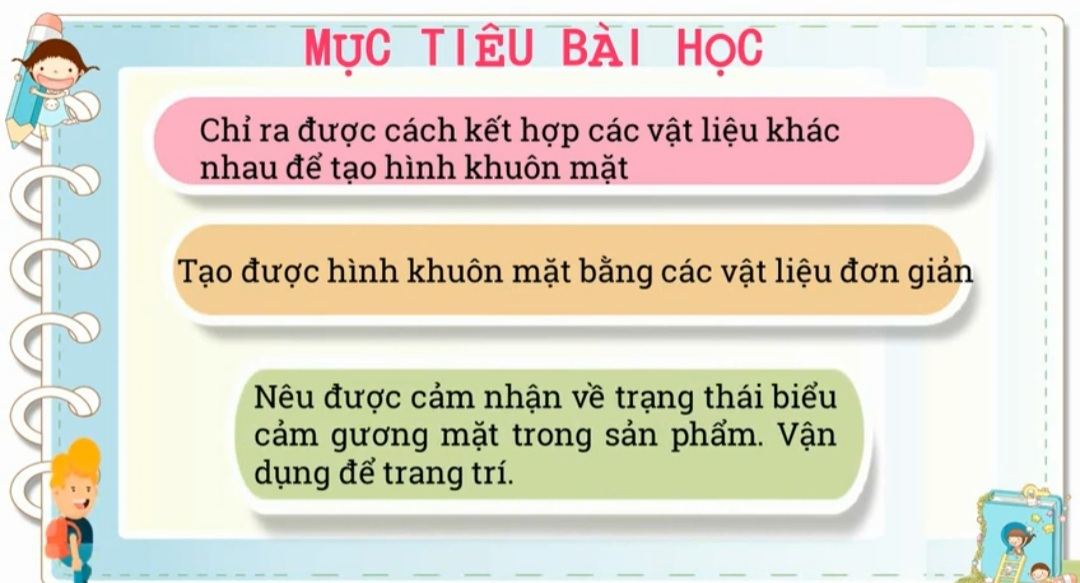 MỤC TIÊU BÀI HỌC
Chỉ ra được cách kết hợp các vật liệu khác
nhau để tạo hình khuôn mặt
Tạo được hình khuôn mặt bằng các vật liệu đơn giản
Nêu được cảm nhận về trạng thái biểu
cảm gương mặt trong sản phẩm. Vận
dụng để trang trí.